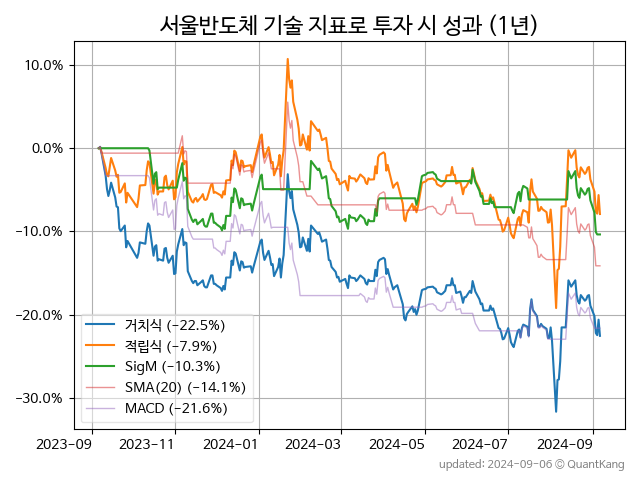 서울반도체 기술 지표로 투자 시 성과 (1년)
10.0%
0.0%
−10.0%
−20.0%
−30.0%
거치식 (−22.5%)
적립식 (−7.9%)
SigM (−10.3%)
SMA(20) (−14.1%)
MACD (−21.6%)
2023-09
2023-11
2024-01
2024-03
2024-05
2024-07
2024-09
updated: 2024-09-06 © QuantKang